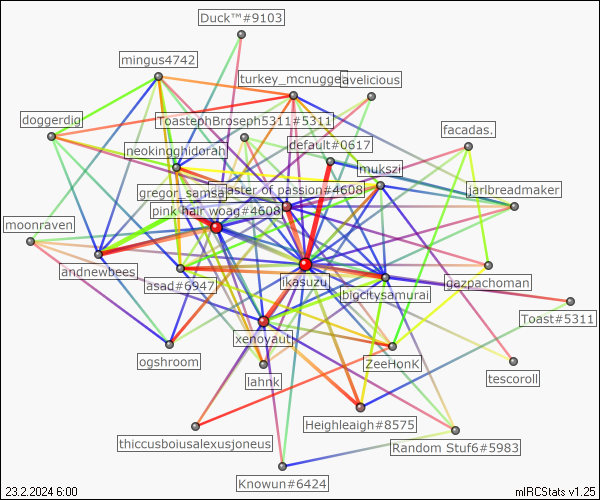 Duck™#9103
mingus4742
turkey_mcnugge
avelicious
doggerdig
ToastephBroseph5311#5311
facadas.
default#0617
neokingghidorah
mukszi
gregor_samsa
aster of passion#4608
jarlbreadmaker
pink hair woag#4608
moonraven
andnewbees
asad#6947
ikasuzu
bigcitysamurai
gazpachoman
Toast#5311
xenoyaut
ogshroom
ZeeHonK
tescoroll
lahnk
Heighleaigh#8575
thiccusboiusalexusjoneus
Random Stuf6#5983
Knowun#6424
23.2.2024 6:00
mIRCStats v1.25